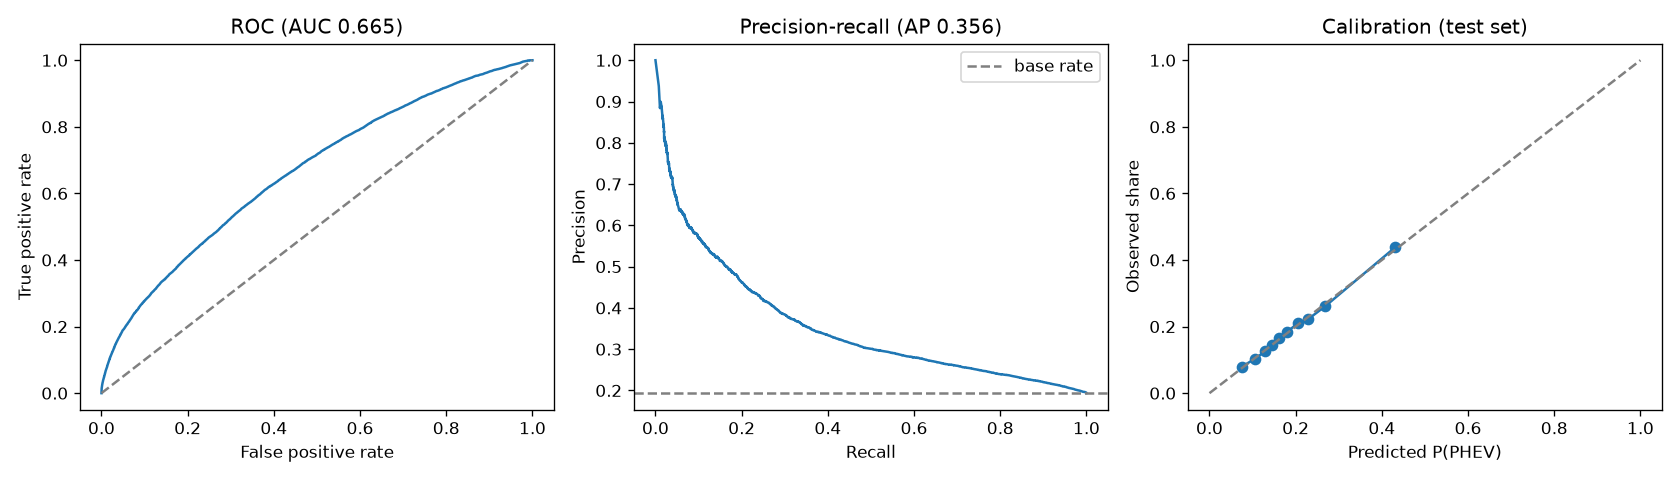 ROC (AUC 0.665)
True positive rate
1.0
0.8
0.6
0.4
0.2
0.0
0.0 0.2 0.4 0.6 0.8 1.0
False positive rate
Precision-recall (AP 0.356)
base rate
Precision
1.0
0.9
0.8
0.7
0.6
0.5
0.4
0.3
0.2
0.0 0.2 0.4 0.6 0.8 1.0
Recall
Calibration (test set)
Observed share
1.0
0.8
0.6
0.4
0.2
0.0
0.0 0.2 0.4 0.6 0.8 1.0
Predicted P(PHEV)